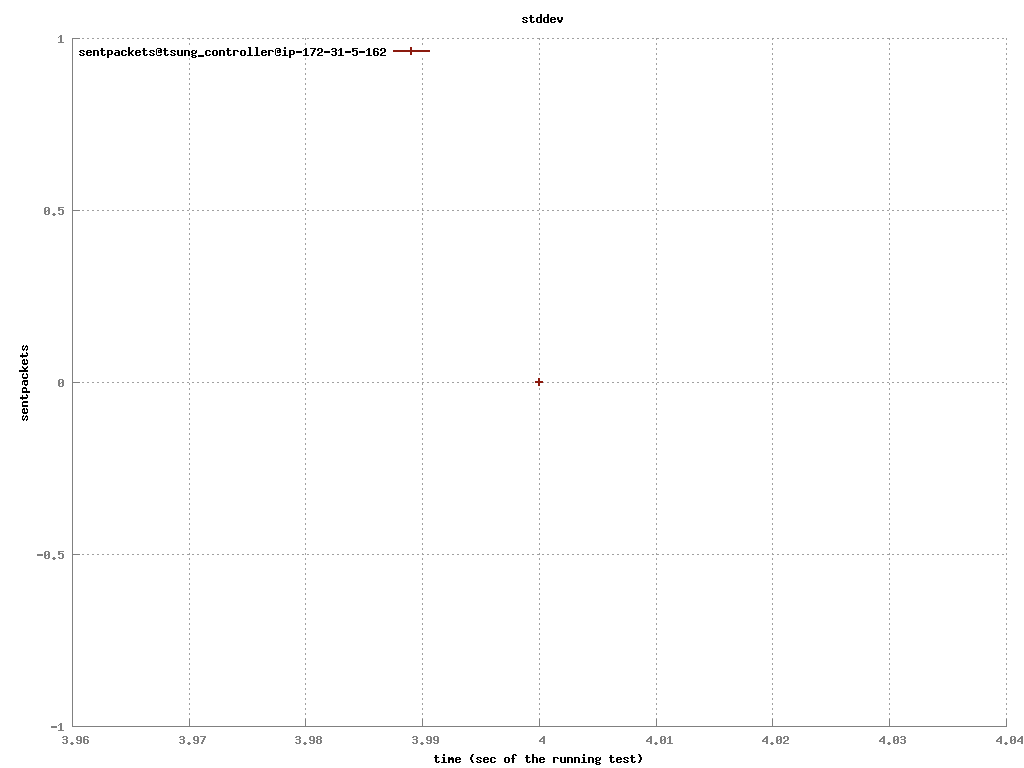 stddev
sentpackets@tsung_controller@ip-172-31-5-162
1
0.5
0
-0.5
-1
sentpackets
3.96 3.97 3.98 3.99 4 4.01 4.02 4.03 4.04
time (sec of the running test)